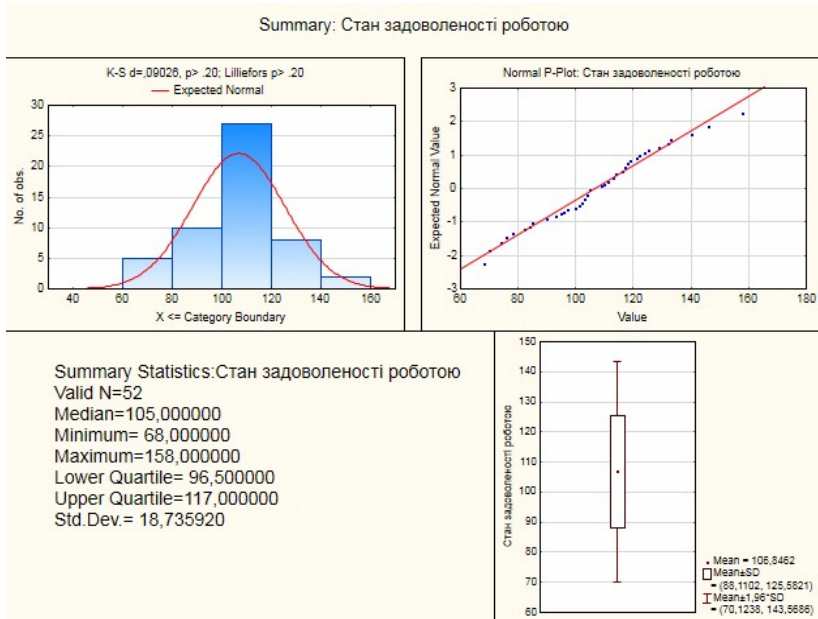 Summary: Стан задоволеності роботою
K-S d=,09026, p> .20; Lilliefors p> .20
Expected Normal
No. of obs.
30
25
20
15
10
5
0
40 60 80 100 120 140 160
X <= Category Boundary
Normal P-Plot: Стан задоволеності роботою
Expected Normal Value
3
2
1
0
-1
-2
-3
60 80 100 120 140 160 180
Value
Summary Statistics:Стан задоволеності роботою
Valid N=52
Median=105,000000
Minimum= 68,000000
Maximum=158,000000
Lower Quartile= 96,500000
Upper Quartile=117,000000
Std.Dev.= 18,735920
Стан задоволеності роботою
150
140
130
120
110
100
90
80
70
60
Mean = 106,8462
Mean±SD
= (88,1102, 125,5821)
Mean±1,96*SD
= (70,1238, 143,5686)